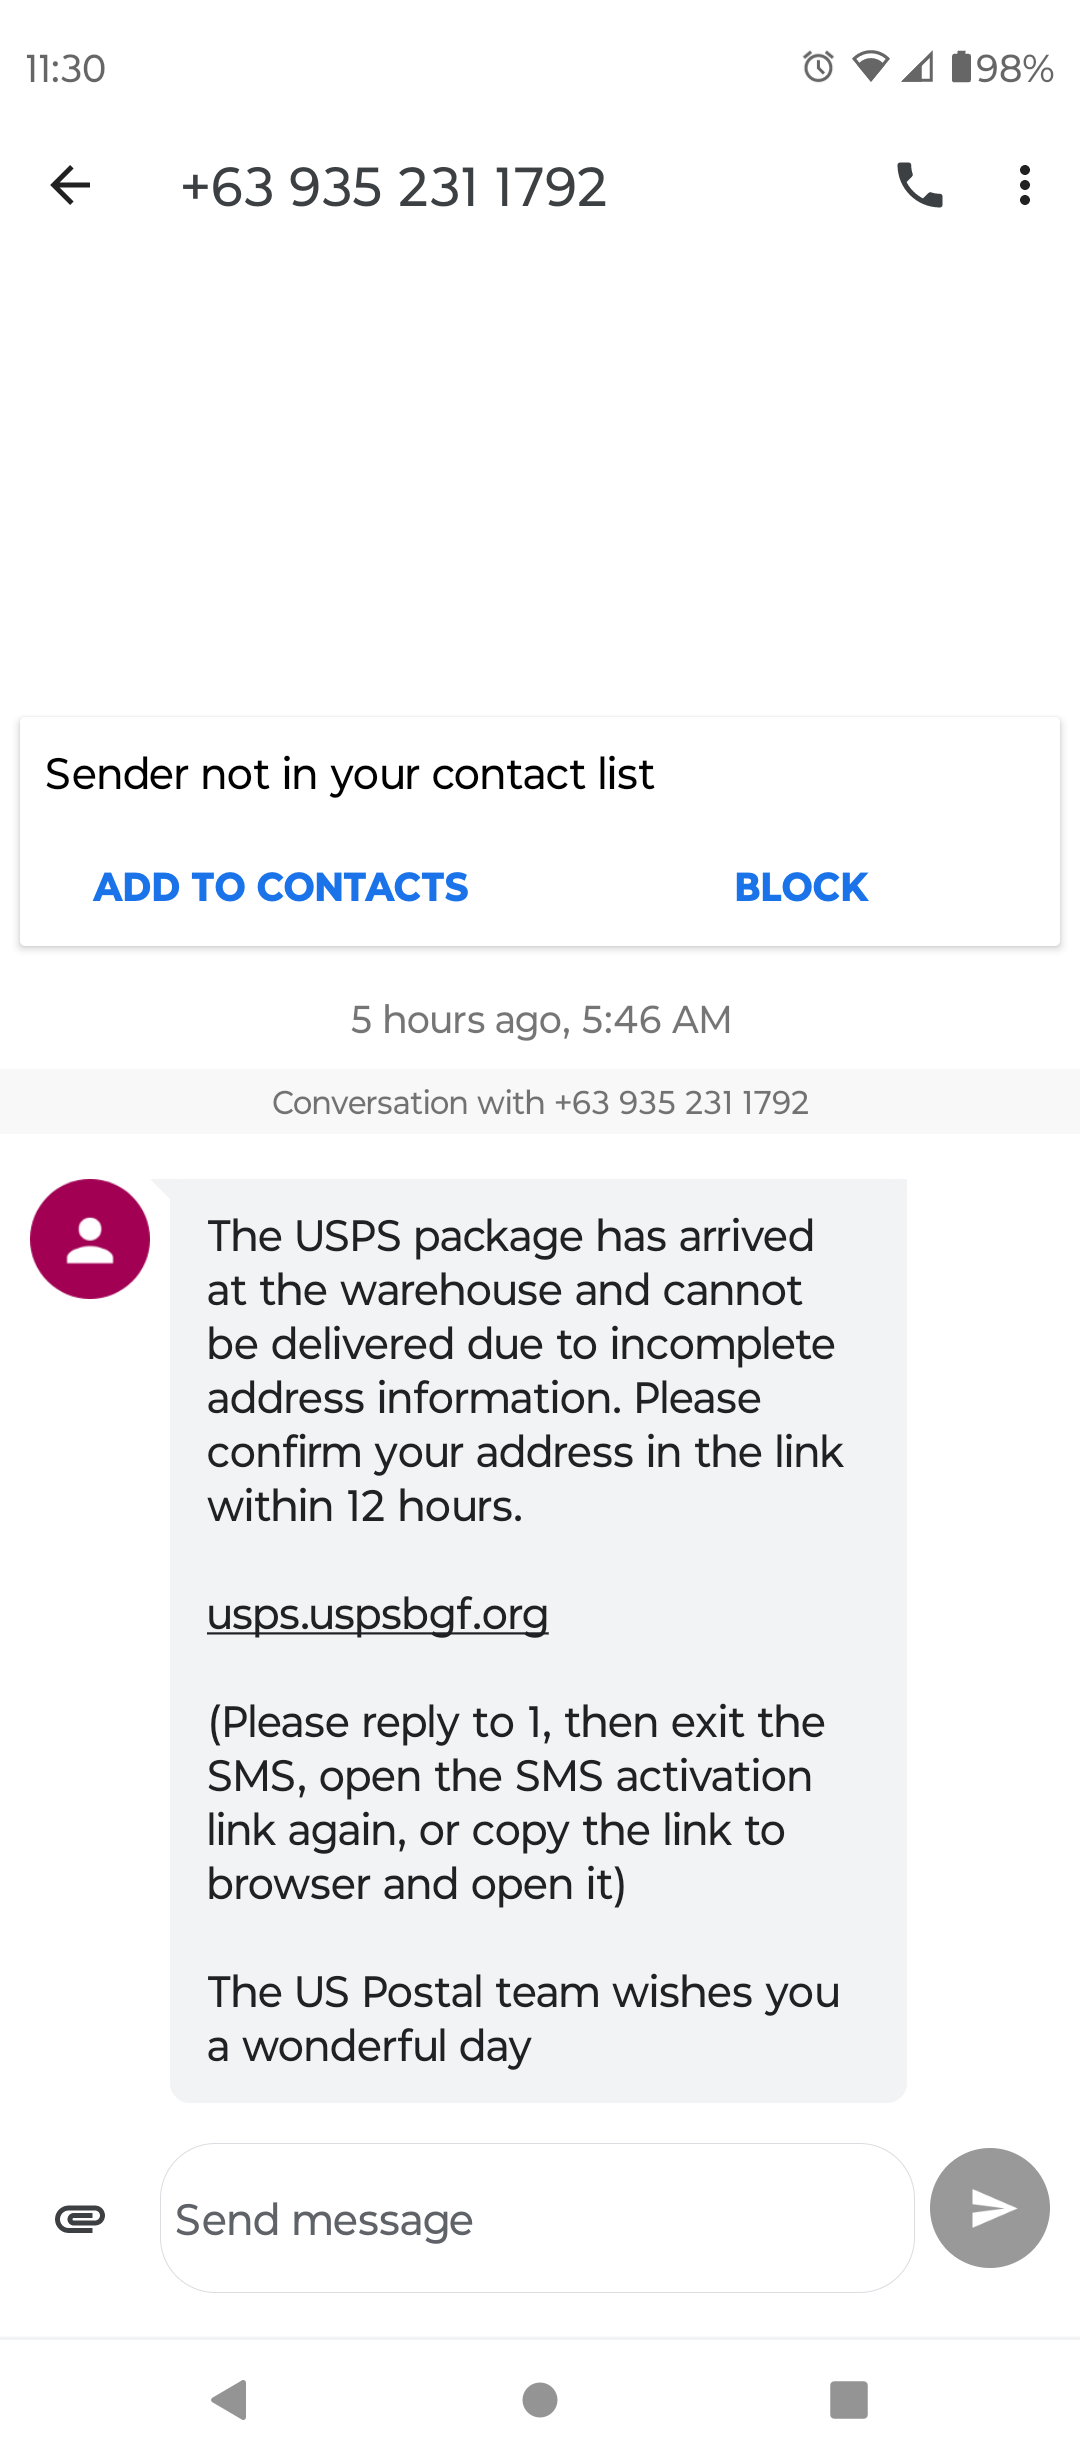 11:30
98%
+63 935 231 1792
Sender not in your contact list
ADD TO CONTACTS
BLOCK
5 hours ago, 5:46 AM
Conversation with +63 935 231 1792
The USPS package has arrived
at the warehouse and cannot
be delivered due to incomplete
address information. Please
confirm your address in the link
within 12 hours.
usps.uspsbgf.org
(Please reply to 1, then exit the
SMS, open the SMS activation
link again, or copy the link to
browser and open it)
The US Postal team wishes you
a wonderful day
Send message